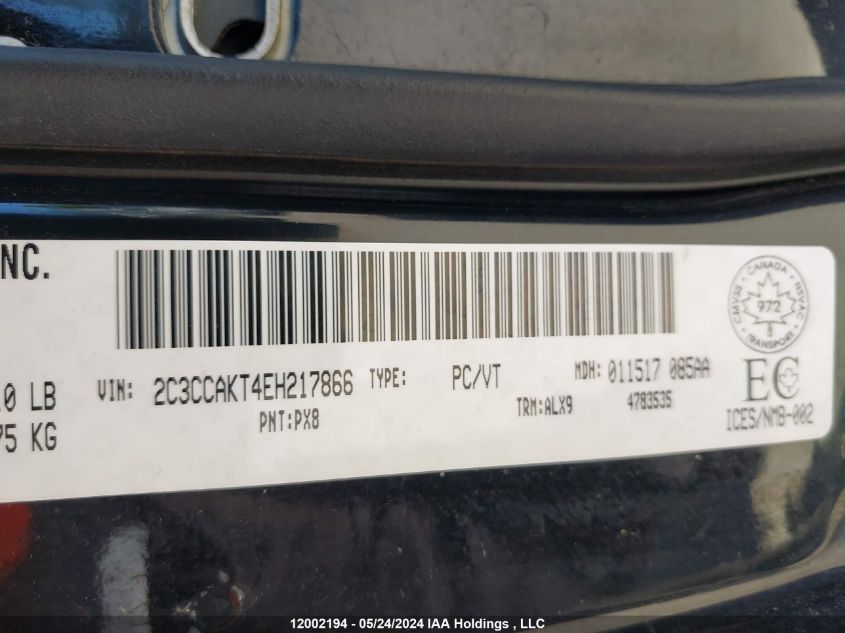 NC.
0 LB
75 KG
VIN: 2C3CCAKT4EH217866 TYPE: PC/VT MDH: 011517 085AA
PNT:PX8 TRM:ALX9 4783535
CANADA
CMVSS NSVAC
972
TRANSPORT
EC
ICES/NMB-002
12002194 - 05/24/2024 IAA Holdings , LLC